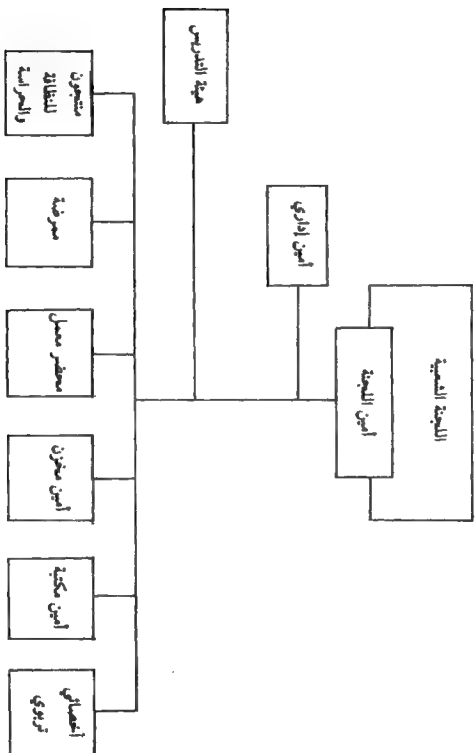 اللجنة الشعبية
أمين اللجنة
أمين إداري
هيئة التدريس
أخصائي
تربوي
أمين مكتبة
أمين مخزن
محضر معمل
ممرضة
منتجون
للنظافة
والحراسة